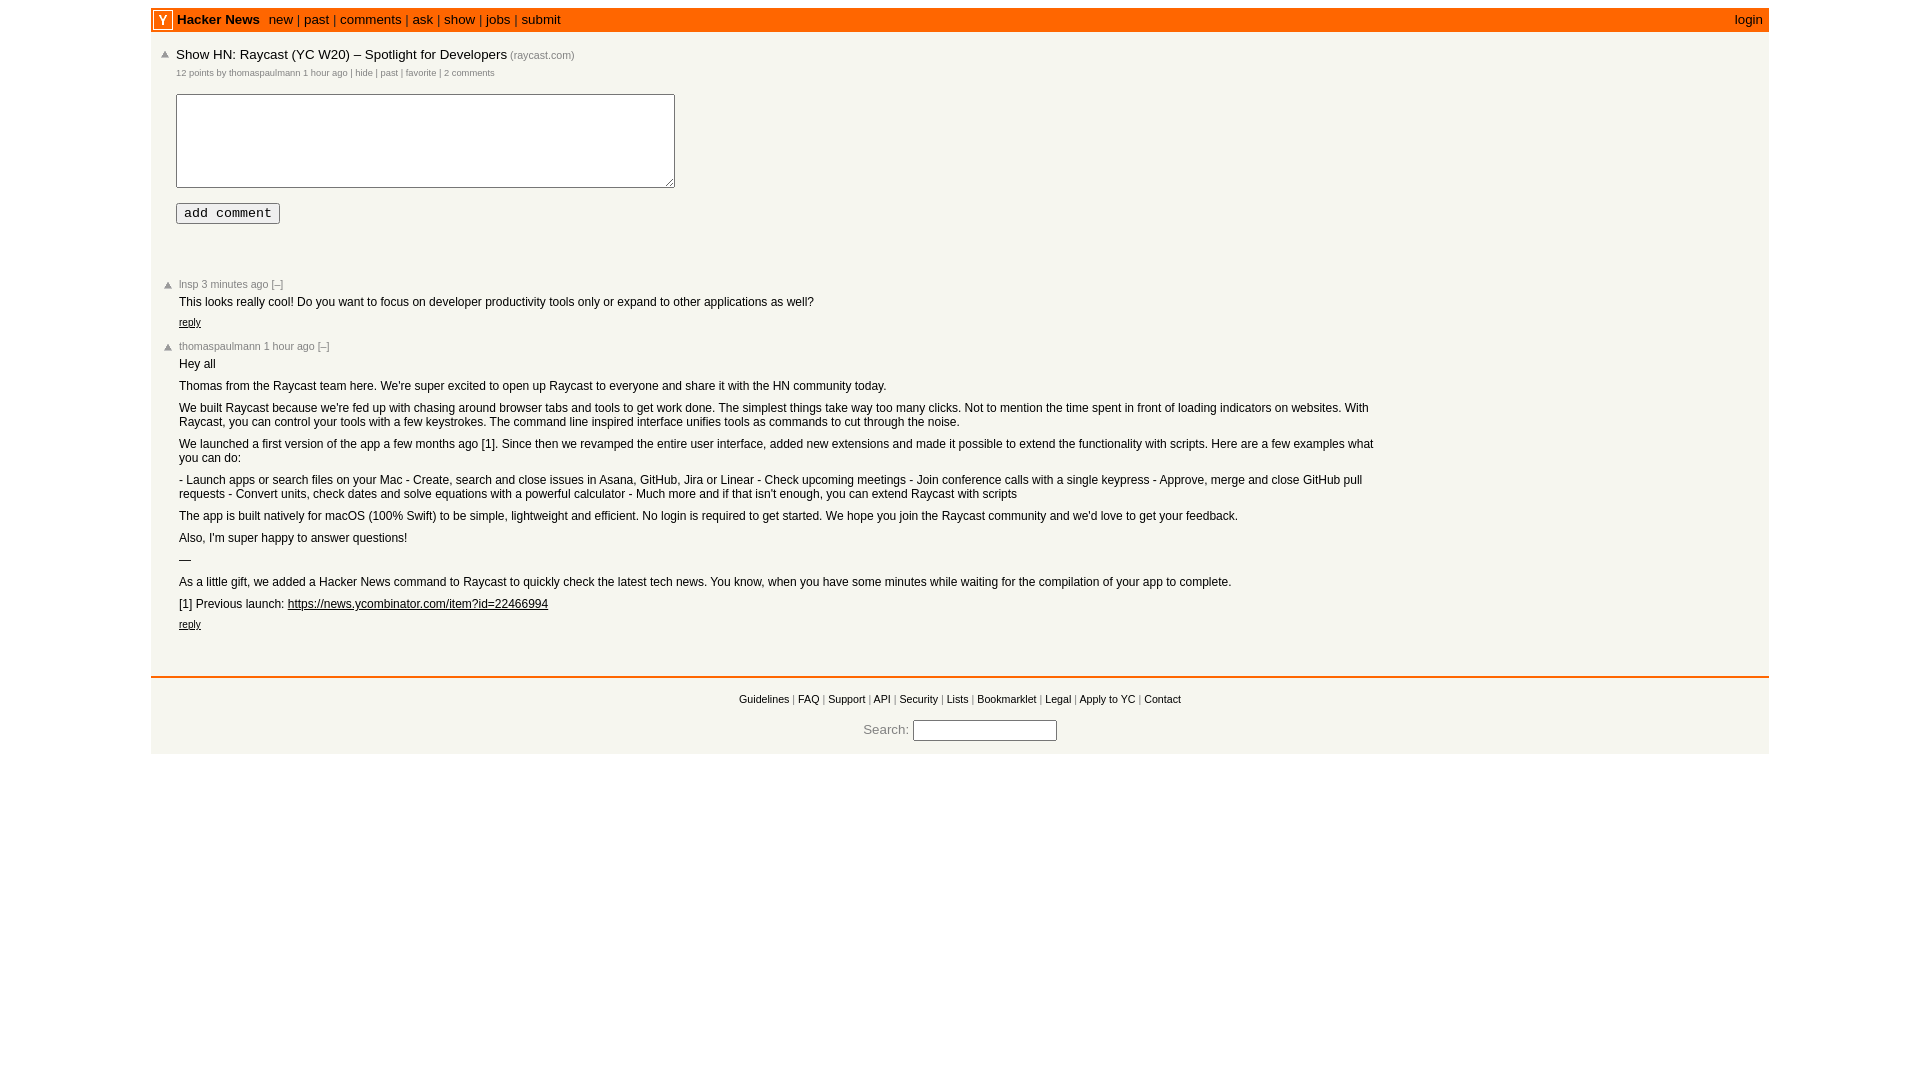 Y Hacker News new | past | comments | ask | show | jobs | submit login
Show HN: Raycast (YC W20) – Spotlight for Developers (raycast.com)
12 points by thomaspaulmann 1 hour ago | hide | past | favorite | 2 comments
add comment
lnsp 3 minutes ago [–]
This looks really cool! Do you want to focus on developer productivity tools only or expand to other applications as well?
reply
thomaspaulmann 1 hour ago [–]
Hey all
Thomas from the Raycast team here. We're super excited to open up Raycast to everyone and share it with the HN community today.
We built Raycast because we're fed up with chasing around browser tabs and tools to get work done. The simplest things take way too many clicks. Not to mention the time spent in front of loading indicators on websites. With
Raycast, you can control your tools with a few keystrokes. The command line inspired interface unifies tools as commands to cut through the noise.
We launched a first version of the app a few months ago [1]. Since then we revamped the entire user interface, added new extensions and made it possible to extend the functionality with scripts. Here are a few examples what
you can do:
- Launch apps or search files on your Mac - Create, search and close issues in Asana, GitHub, Jira or Linear - Check upcoming meetings - Join conference calls with a single keypress - Approve, merge and close GitHub pull
requests - Convert units, check dates and solve equations with a powerful calculator - Much more and if that isn't enough, you can extend Raycast with scripts
The app is built natively for macOS (100% Swift) to be simple, lightweight and efficient. No login is required to get started. We hope you join the Raycast community and we'd love to get your feedback.
Also, I'm super happy to answer questions!
—
As a little gift, we added a Hacker News command to Raycast to quickly check the latest tech news. You know, when you have some minutes while waiting for the compilation of your app to complete.
[1] Previous launch: https://news.ycombinator.com/item?id=22466994
reply
Guidelines | FAQ | Support | API | Security | Lists | Bookmarklet | Legal | Apply to YC | Contact
Search: